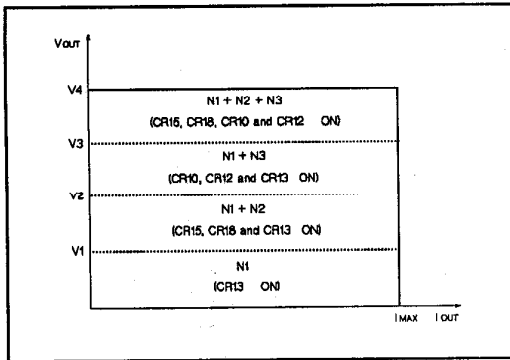 VOUT
V4
N1 + N2 + N3
(CR15, CR18, CR10 and CR12 ON)
V3
N1 + N3
(CR10, CR12 and CR13 ON)
V2
N1 + N2
(CR15, CR18 and CR13 ON)
V1
N1
(CR13 ON)
IMAX IOUT